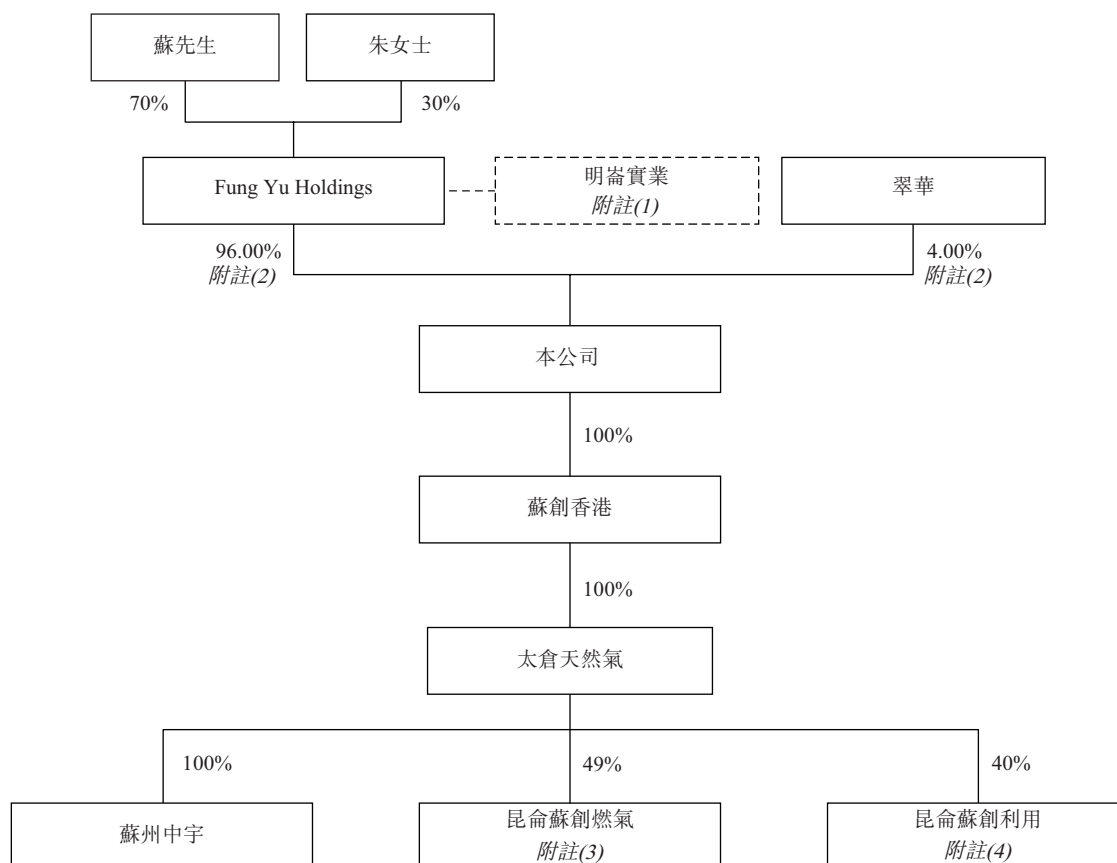 蘇先生
朱女士
70%
30%
Fung Yu Holdings
明崙實業
附註(1)
翠華
96.00%
附註(2)
4.00%
附註(2)
本公司
100%
蘇創香港
100%
太倉天然氣
100%
49%
40%
蘇州中宇
昆侖蘇創燃氣
附註(3)
昆侖蘇創利用
附註(4)